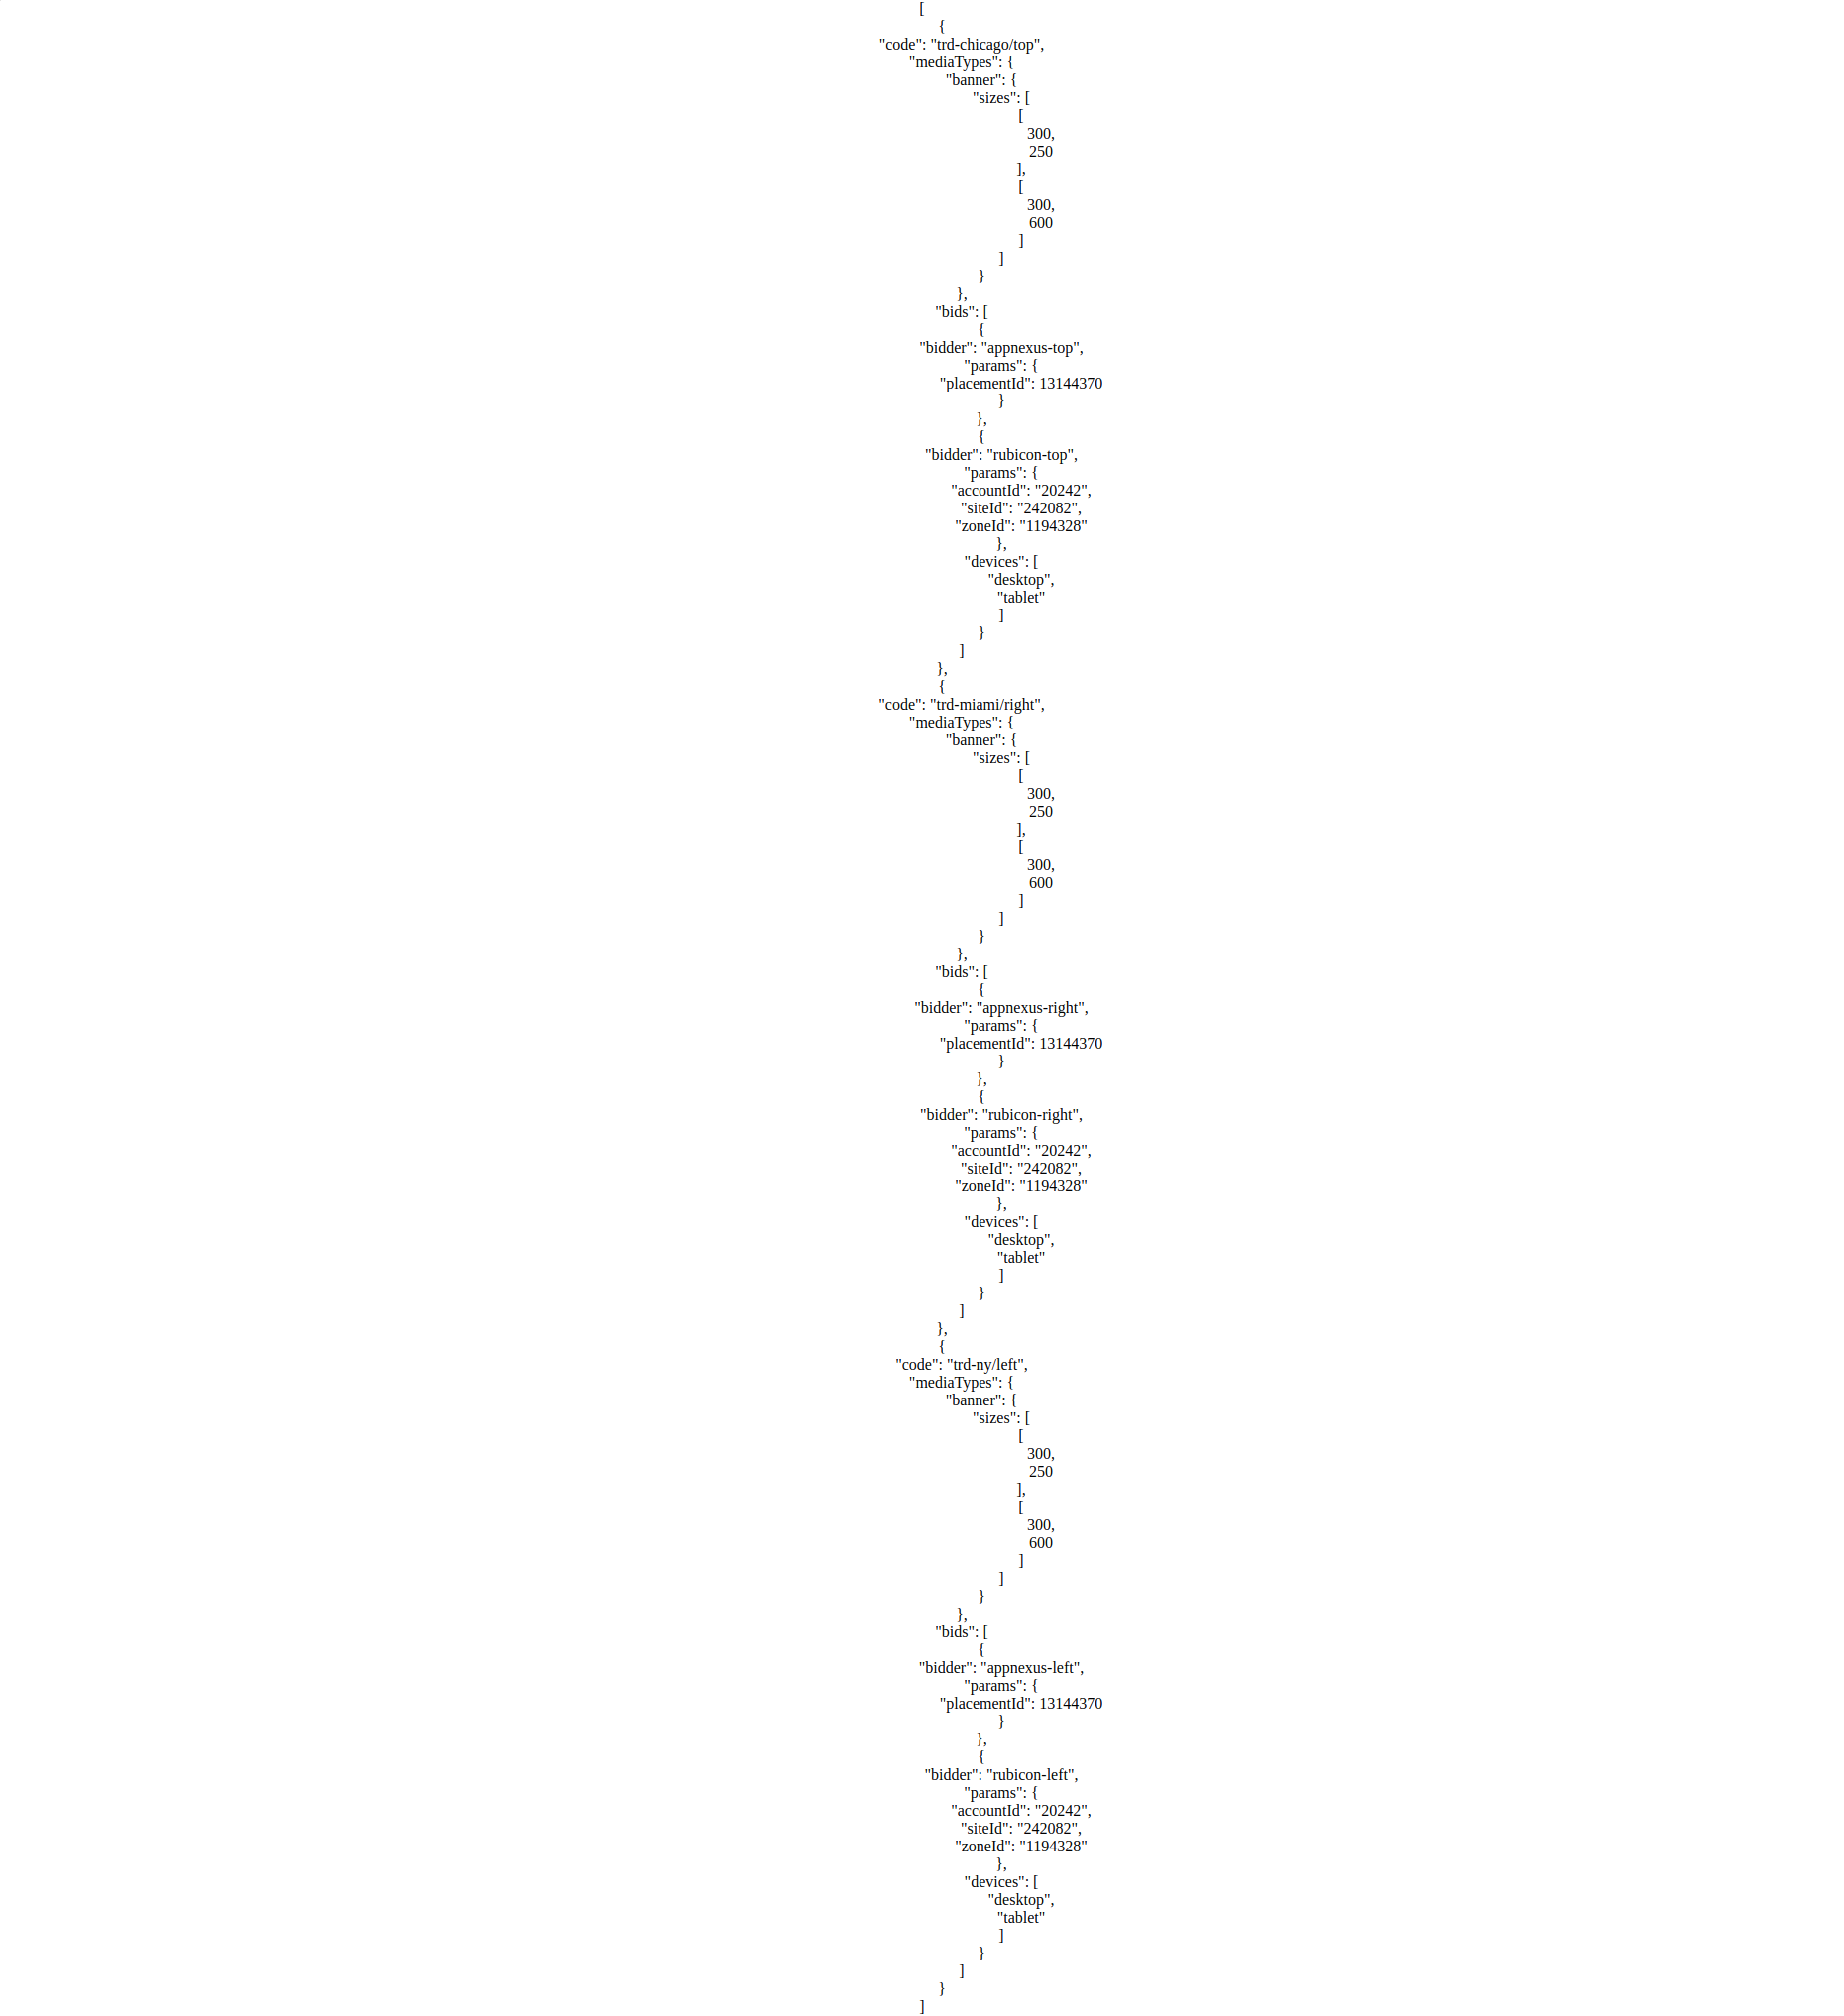 [
{
"code": "trd-chicago/top",
"mediaTypes": {
"banner": {
"sizes": [
[
300,
250
],
[
300,
600
]
]
}
},
"bids": [
{
"bidder": "appnexus-top",
"params": {
"placementId": 13144370
}
},
{
"bidder": "rubicon-top",
"params": {
"accountId": "20242",
"siteId": "242082",
"zoneId": "1194328"
},
"devices": [
"desktop",
"tablet"
]
}
]
},
{
"code": "trd-miami/right",
"mediaTypes": {
"banner": {
"sizes": [
[
300,
250
],
[
300,
600
]
]
}
},
"bids": [
{
"bidder": "appnexus-right",
"params": {
"placementId": 13144370
}
},
{
"bidder": "rubicon-right",
"params": {
"accountId": "20242",
"siteId": "242082",
"zoneId": "1194328"
},
"devices": [
"desktop",
"tablet"
]
}
]
},
{
"code": "trd-ny/left",
"mediaTypes": {
"banner": {
"sizes": [
[
300,
250
],
[
300,
600
]
]
}
},
"bids": [
{
"bidder": "appnexus-left",
"params": {
"placementId": 13144370
}
},
{
"bidder": "rubicon-left",
"params": {
"accountId": "20242",
"siteId": "242082",
"zoneId": "1194328"
},
"devices": [
"desktop",
"tablet"
]
}
]
}
]